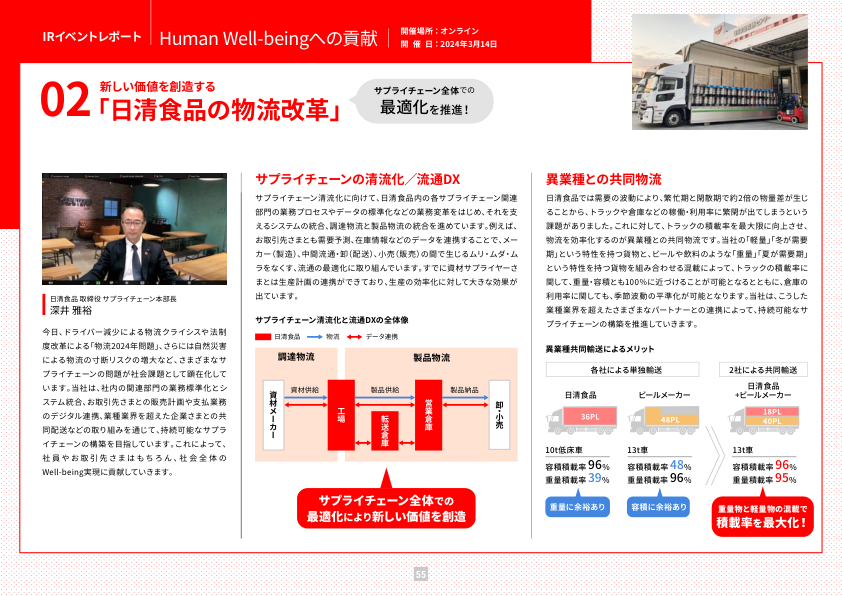 IRイベントレポート
Human Well-beingへの貢献
開催場所：オンライン
開 催 日：2024年3月14日
02
新しい価値を創造する
「日清食品の物流改革」
サプライチェーン全体での
最適化を推進！
日清食品 取締役 サプライチェーン本部長
深井 雅裕
今日、ドライバー減少による物流クライシスや法制
度改革による「物流2024年問題」、さらには自然災害
による物流の寸断リスクの増大など、さまざまなサ
プライチェーンの問題が社会課題として顕在化して
います。当社は、社内の関連部門の業務標準化とシ
ステム統合、お取引先さまとの販売計画や支払業務
のデジタル連携、業種業界を超えた企業さまとの共
同配送などの取り組みを通じて、持続可能なサプラ
イチェーンの構築を目指しています。これによって、
社員やお取引先さまはもちろん、社会全体の
Well-being実現に貢献していきます。
サプライチェーンの清流化／流通DX
サプライチェーン清流化に向けて、日清食品内の各サプライチェーン関連
部門の業務プロセスやデータの標準化などの業務変革をはじめ、それを支
えるシステムの統合、調達物流と製品物流の統合を進めています。例えば、
お取引先さまとも需要予測、在庫情報などのデータを連携することで、メー
カー（製造）、中間流通・卸（配送）、小売（販売）の間で生じるムリ・ムダ・ム
ラをなくす、流通の最適化に取り組んでいます。すでに資材サプライヤーさ
まとは生産計画の連携ができており、生産の効率化に対して大きな効果が
出ています。
サプライチェーン清流化と流通DXの全体像
日清食品
物流
データ連携
調達物流
製品物流
資材メーカー
資材供給
工場
製品供給
転送倉庫
営業倉庫
製品納品
卸・小売
サプライチェーン全体での
最適化により新しい価値を創造
異業種との共同物流
日清食品では需要の波動により、繁忙期と閑散期で約2倍の物量差が生じ
ることから、トラックや倉庫などの稼働・利用率に繁閑が出てしまうという
課題がありました。これに対して、トラックの積載率を最大限に向上させ、
物流を効率化するのが異業種との共同物流です。当社の「軽量」「冬が需要
期」という特性を持つ貨物と、ビールや飲料のような「重量」「夏が需要期」
という特性を持つ貨物を組み合わせる混載によって、トラックの積載率に
関して、重量・容積とも100％に近づけることが可能となるとともに、倉庫の
利用率に関しても、季節波動の平準化が可能となります。当社は、こうした
業種業界を超えたさまざまなパートナーとの連携によって、持続可能なサ
プライチェーンの構築を推進していきます。
異業種共同輸送によるメリット
各社による単独輸送
2社による共同輸送
日清食品
ビールメーカー
日清食品
+ビールメーカー
36PL
48PL
18PL
40PL
10t低床車
容積積載率 96%
重量積載率 39%
重量に余裕あり
13t車
容積積載率 48%
重量積載率 96%
容積に余裕あり
13t車
容積積載率 96%
重量積載率 95%
重量物と軽量物の混載で
積載率を最大化！
55